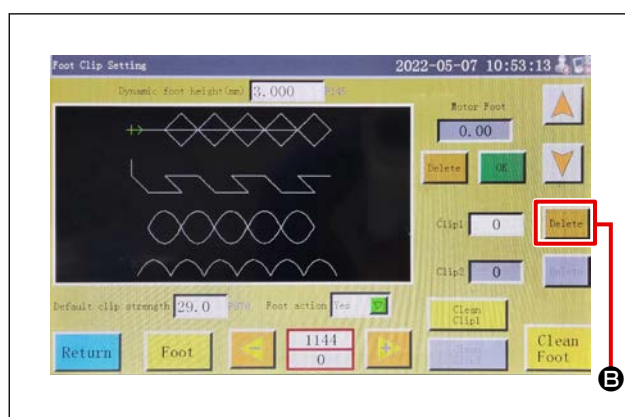 Foot Clip Setting 2022-05-07 10:53:13
Dynamic foot height(mm) 3.000 P145
Motor Foot
0.00
Delete OK
Clip1 0 Delete
Clip2 0 Delete
Default clip strength 29.0 Foot action Yes
Clean
Clip1
Return Foot - 1144 +
0
Clean
Foot
B